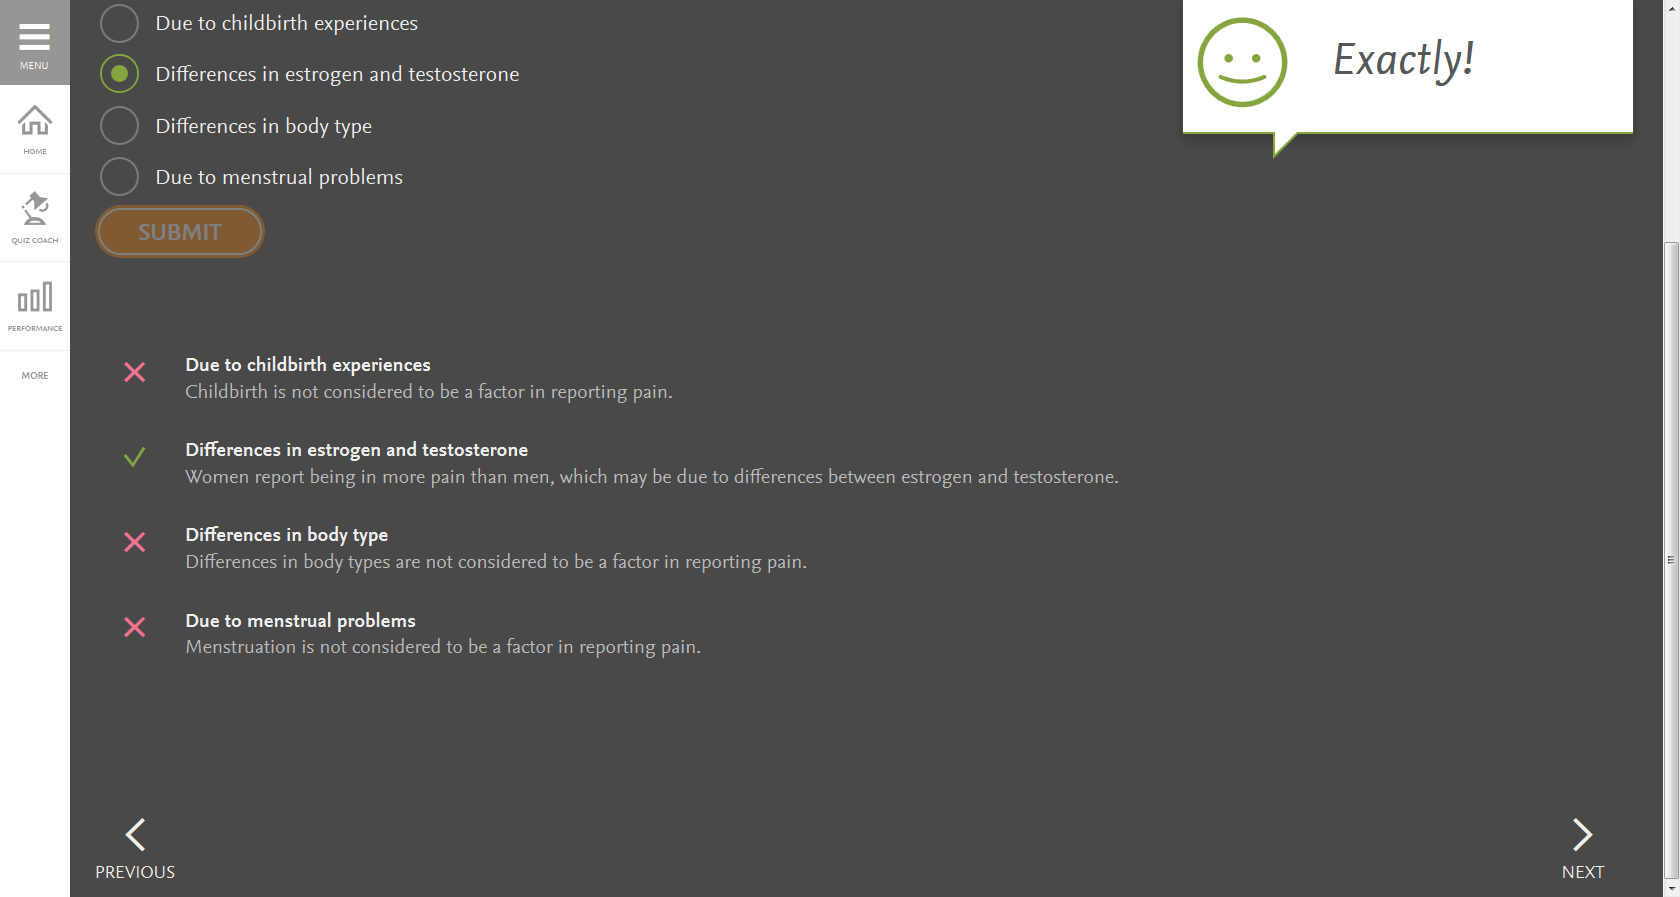 MENU
HOME
QUIZ COACH
PERFORMANCE
MORE
Due to childbirth experiences
Differences in estrogen and testosterone
Differences in body type
Due to menstrual problems
SUBMIT
Exactly!
Due to childbirth experiences
Childbirth is not considered to be a factor in reporting pain.
Differences in estrogen and testosterone
Women report being in more pain than men, which may be due to differences between estrogen and testosterone.
Differences in body type
Differences in body types are not considered to be a factor in reporting pain.
Due to menstrual problems
Menstruation is not considered to be a factor in reporting pain.
PREVIOUS
NEXT